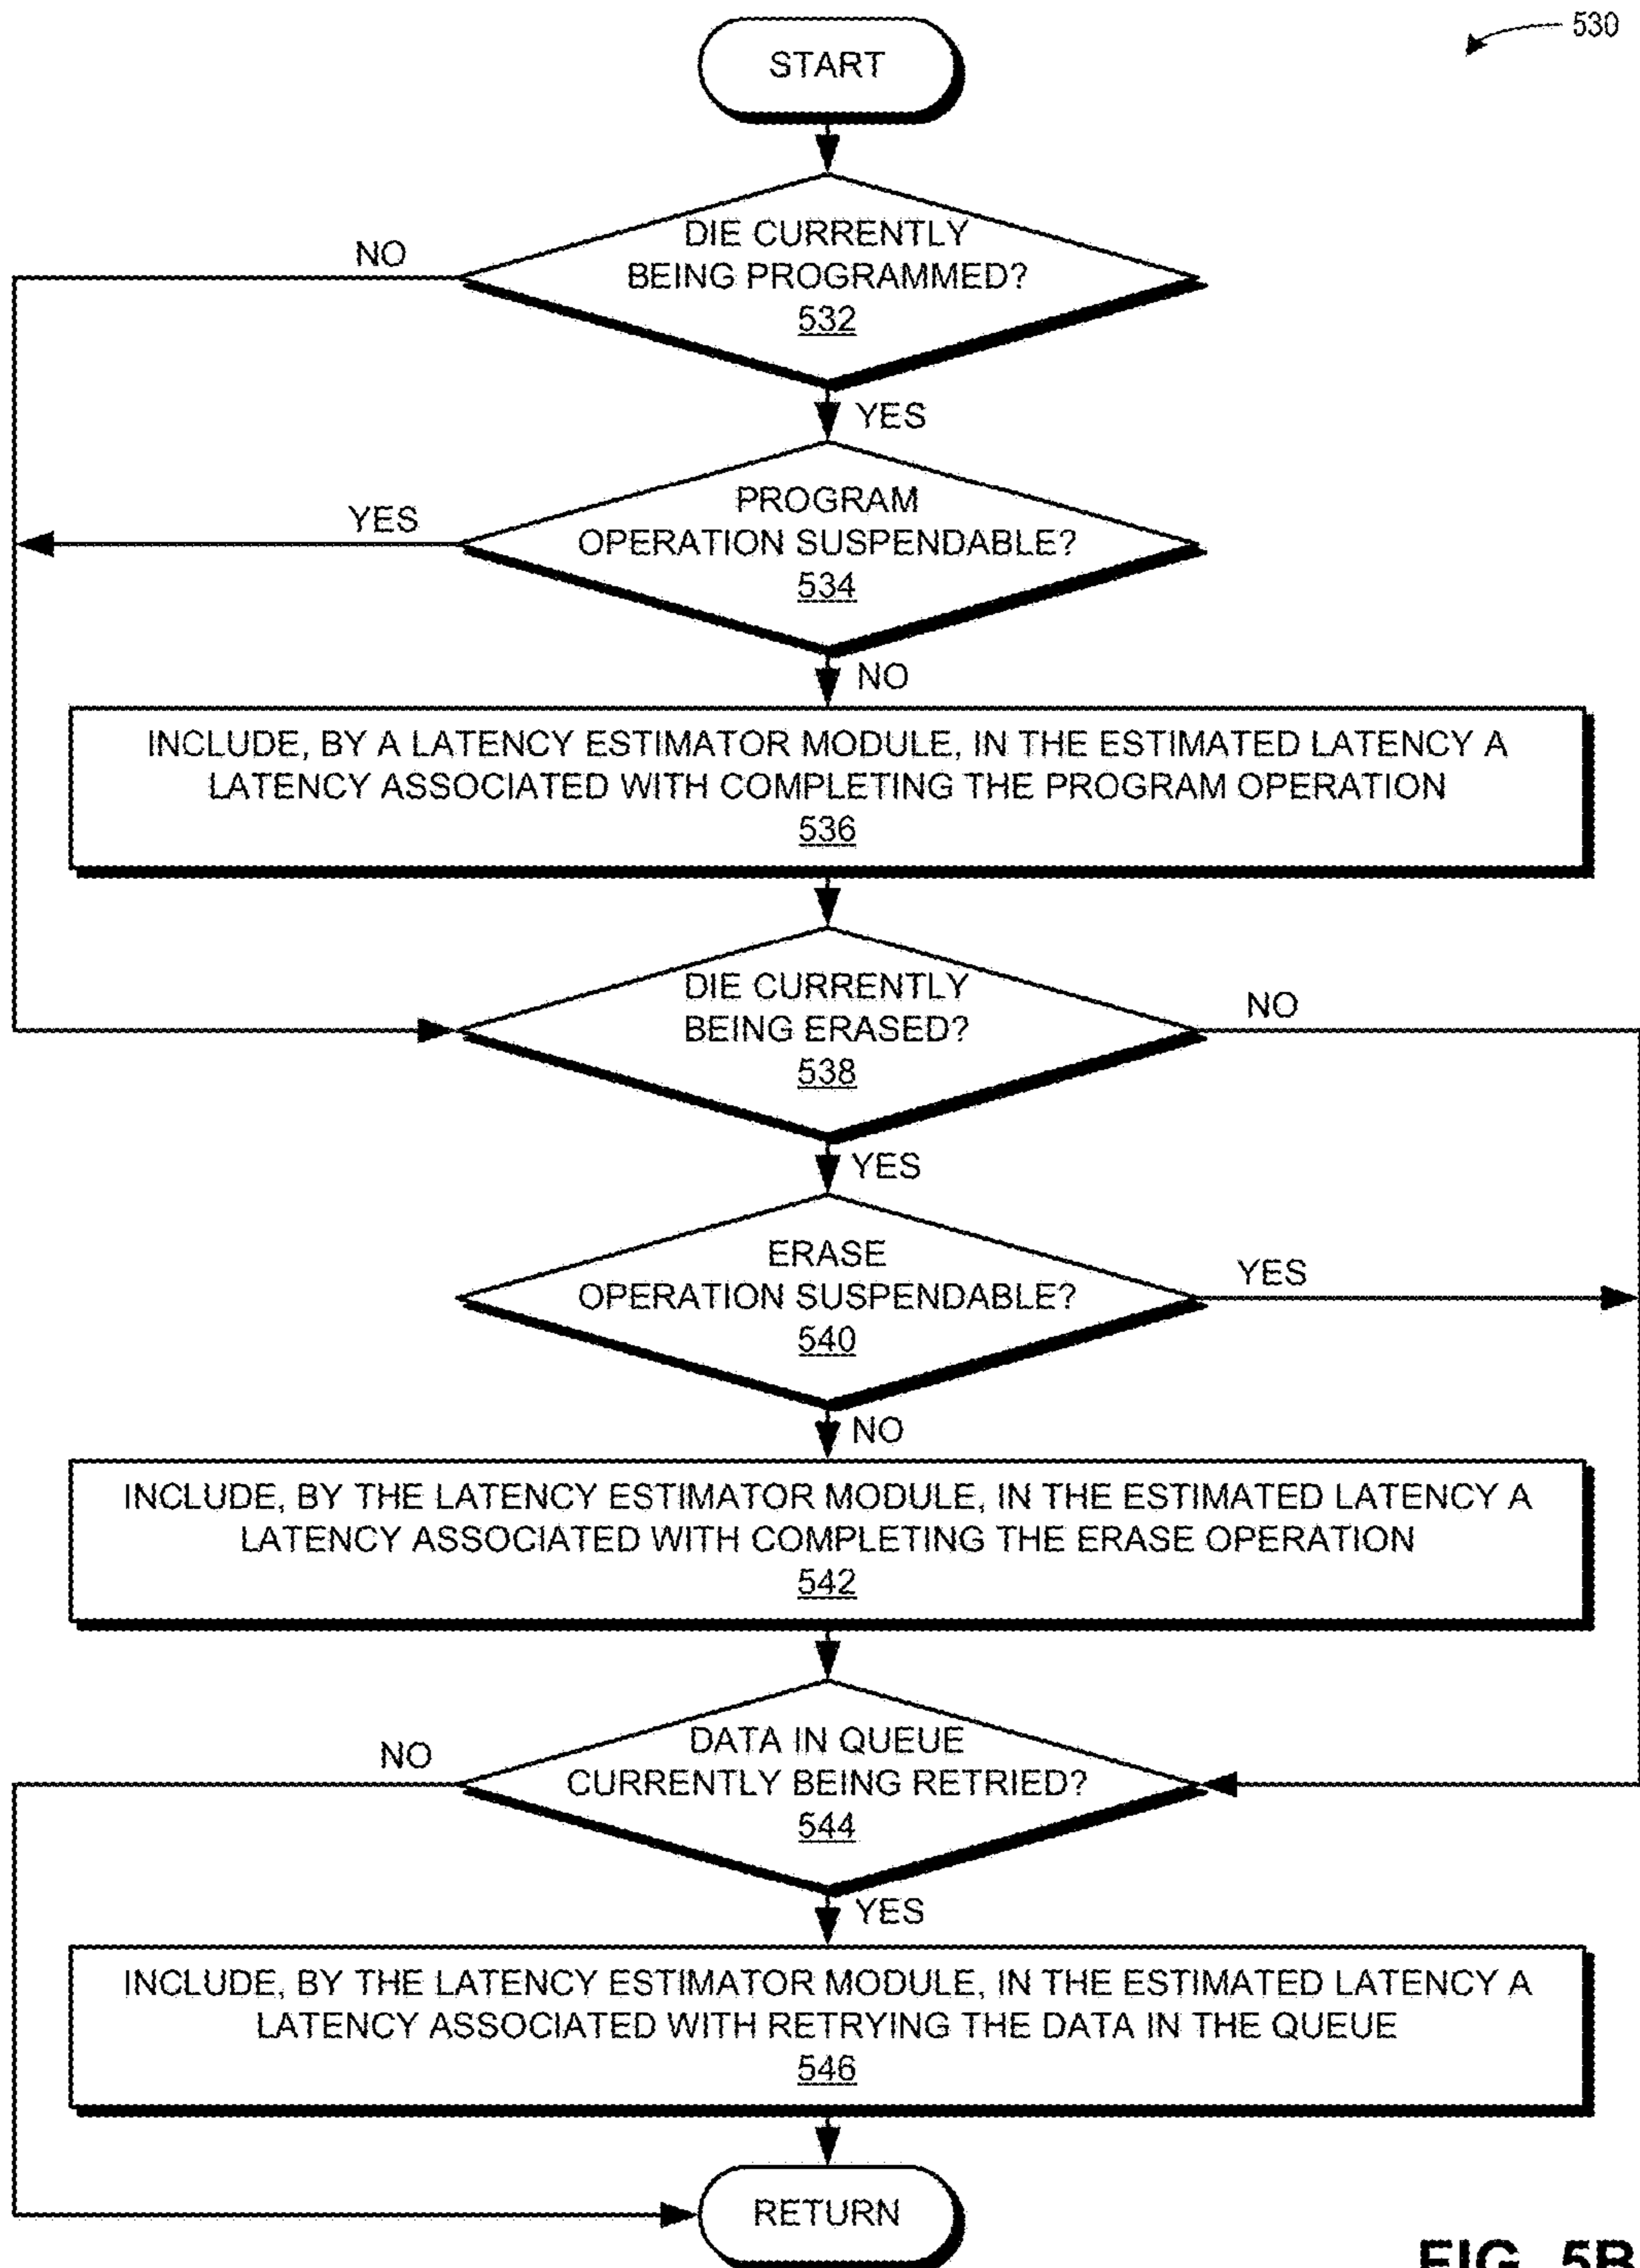 530
START
DIE CURRENTLY
BEING PROGRAMMED?
532
NO
YES
PROGRAM
OPERATION SUSPENDABLE?
534
YES
NO
INCLUDE, BY A LATENCY ESTIMATOR MODULE, IN THE ESTIMATED LATENCY A
LATENCY ASSOCIATED WITH COMPLETING THE PROGRAM OPERATION
536
DIE CURRENTLY
BEING ERASED?
538
NO
YES
ERASE
OPERATION SUSPENDABLE?
540
YES
NO
INCLUDE, BY THE LATENCY ESTIMATOR MODULE, IN THE ESTIMATED LATENCY A
LATENCY ASSOCIATED WITH COMPLETING THE ERASE OPERATION
542
DATA IN QUEUE
CURRENTLY BEING RETRIED?
544
NO
YES
INCLUDE, BY THE LATENCY ESTIMATOR MODULE, IN THE ESTIMATED LATENCY A
LATENCY ASSOCIATED WITH RETRYING THE DATA IN THE QUEUE
546
RETURN
FIG. 5B